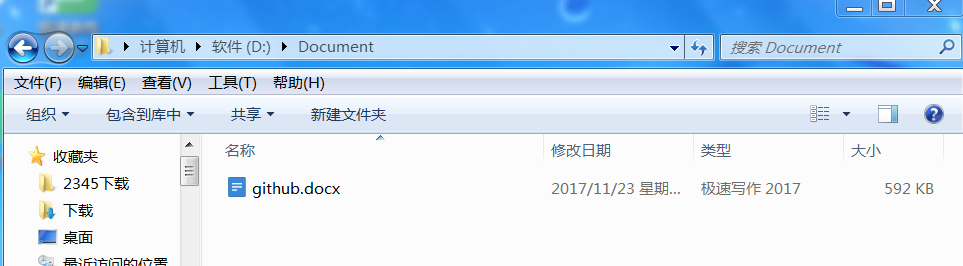 计算机 ▸ 软件 (D:) ▸ Document
搜索 Document
文件(F) 编辑(E) 查看(V) 工具(T) 帮助(H)
组织 包含到库中 共享 新建文件夹
名称 修改日期 类型 大小
收藏夹
2345下载
下载
桌面
最近访问的位置
github.docx 2017/11/23 星期... 极速写作 2017 592 KB